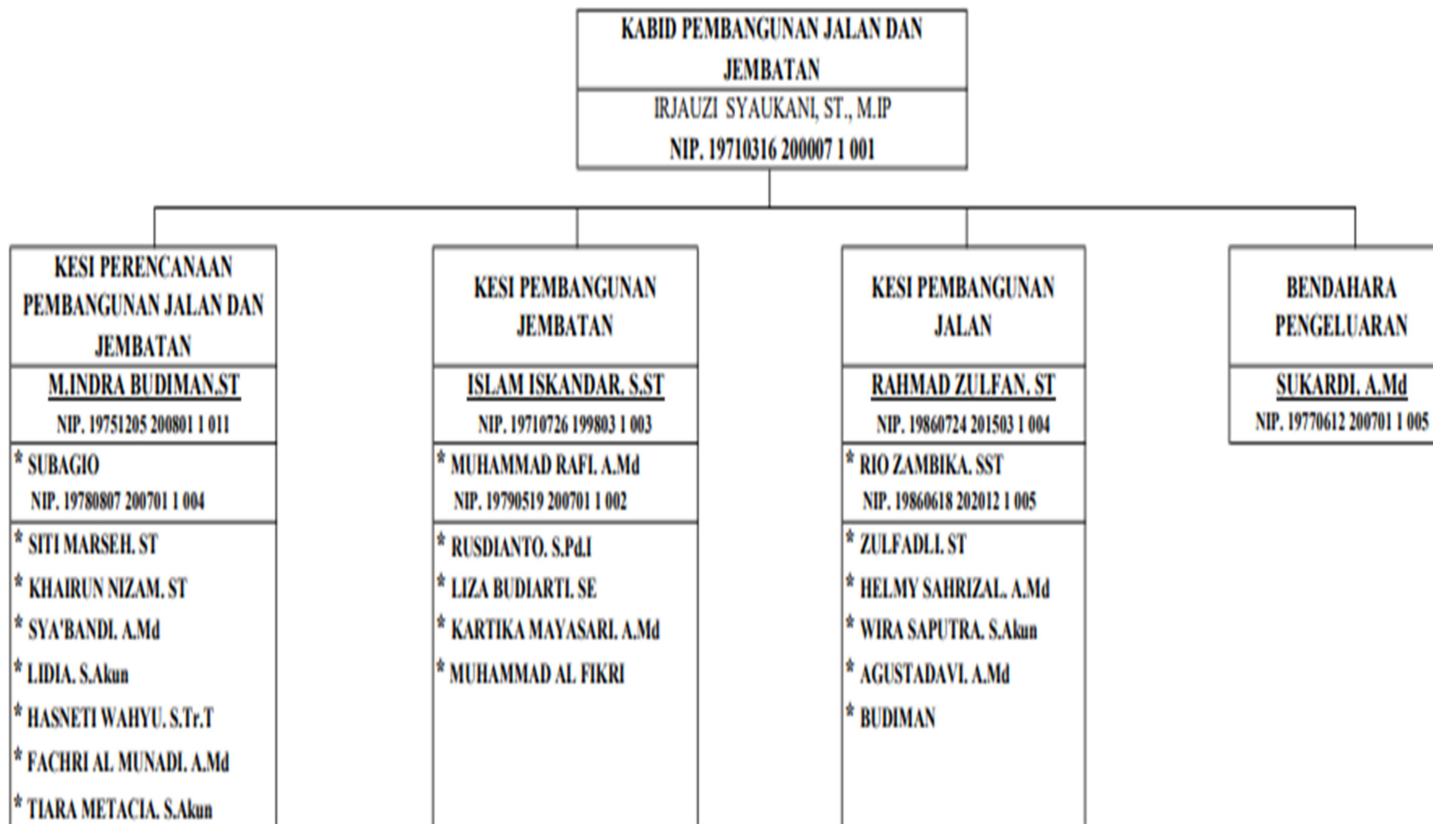 KABID PEMBANGUNAN JALAN DAN
JEMBATAN
IRJAUZI SYAUKANI, ST., M.IP
NIP. 19710316 200007 1 001
KESI PERENCANAAN
PEMBANGUNAN JALAN DAN
JEMBATAN
M.INDRA BUDIMAN.ST
NIP. 19751205 200801 1 011
* SUBAGIO
NIP. 19780807 200701 1 004
* SITI MARSEH. ST
* KHAIRUN NIZAM. ST
* SYA'BANDI. A.Md
* LIDIA. S.Akun
* HASNETI WAHYU. S.Tr.T
* FACHRI AL MUNADI. A.Md
* TIARA METACIA. S.Akun
KESI PEMBANGUNAN
JEMBATAN
ISLAM ISKANDAR. S.ST
NIP. 19710726 199803 1 003
* MUHAMMAD RAFI. A.Md
NIP. 19790519 200701 1 002
* RUSDIANTO. S.Pd.I
* LIZA BUDIARTI. SE
* KARTIKA MAYASARI. A.Md
* MUHAMMAD AL FIKRI
KESI PEMBANGUNAN
JALAN
RAHMAD ZULFAN. ST
NIP. 19860724 201503 1 004
* RIO ZAMBIKA. SST
NIP. 19860618 202012 1 005
* ZULFADLI. ST
* HELMY SAHRIZAL. A.Md
* WIRA SAPUTRA. S.Akun
* AGUSTADAVI. A.Md
* BUDIMAN
BENDAHARA
PENGELUARAN
SUKARDI. A.Md
NIP. 19770612 200701 1 005